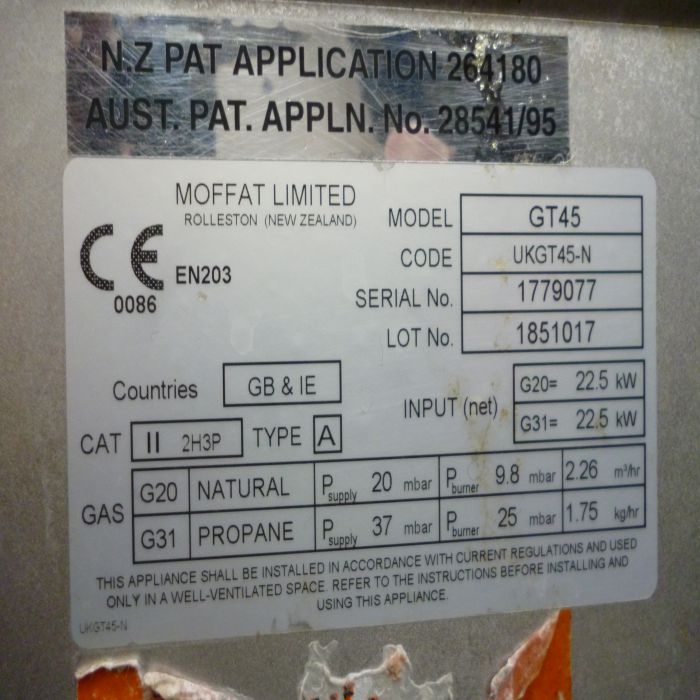 N.Z PAT APPLICATION 264180
AUST. PAT. APPLN. No. 28541/95
MOFFAT LIMITED
ROLLESTON (NEW ZEALAND)
CE
0086
EN203
MODEL GT45
CODE UKGT45-N
SERIAL No. 1779077
LOT No. 1851017
Countries GB & IE
INPUT (net) G20= 22.5 kW
G31= 22.5 kW
CAT II 2H3P TYPE A
GAS
G20 NATURAL Psupply 20 mbar Pburner 9.8 mbar 2.26 m³/hr
G31 PROPANE Psupply 37 mbar Pburner 25 mbar 1.75 kg/hr
THIS APPLIANCE SHALL BE INSTALLED IN ACCORDANCE WITH CURRENT REGULATIONS AND USED
ONLY IN A WELL-VENTILATED SPACE. REFER TO THE INSTRUCTIONS BEFORE INSTALLING AND
USING THIS APPLIANCE.
UKGT45-N